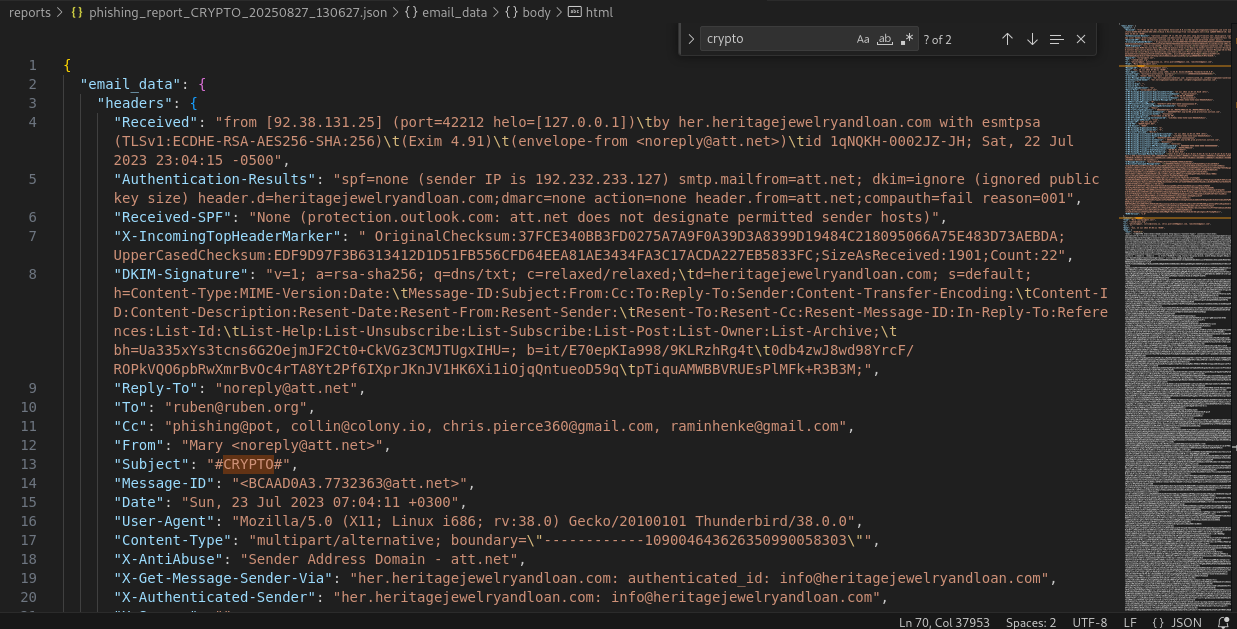 reports > {} phishing_report_CRYPTO_20250827_130627.json > {} email_data > {} body > abc html
> crypto Aa ab .* ? of 2
1 {
2 "email_data": {
3 "headers": {
4 "Received": "from [92.38.131.25] (port=42212 helo=[127.0.0.1])\tby her.heritagejewelryandloan.com with esmtpsa
(TLSv1:ECDHE-RSA-AES256-SHA:256)\t(Exim 4.91)\t(envelope-from <noreply@att.net>)\tid 1qNQKH-0002JZ-JH; Sat, 22 Jul
2023 23:04:15 -0500",
5 "Authentication-Results": "spf=none (sender IP is 192.232.233.127) smtp.mailfrom=att.net; dkim=ignore (ignored public
key size) header.d=heritagejewelryandloan.com;dmarc=none action=none header.from=att.net;compauth=fail reason=001",
6 "Received-SPF": "None (protection.outlook.com: att.net does not designate permitted sender hosts)",
7 "X-IncomingTopHeaderMarker": " OriginalChecksum:37FCE340BB3FD0275A7A9F0A39D3A8399D19484C218095066A75E483D73AEBDA;
UpperCasedChecksum:EDF9D97F3B6313412D1D51FB556CFD64EEA81AE3434FA3C17ACDA227EB5833FC;SizeAsReceived:1901;Count:22",
8 "DKIM-Signature": "v=1; a=rsa-sha256; q=dns/txt; c=relaxed/relaxed;\td=heritagejewelryandloan.com; s=default;
h=Content-Type:MIME-Version:Date:\tMessage-ID:Subject:From:Cc:To:Reply-To:Sender:Content-Transfer-Encoding:\tContent-I
D:Content-Description:Resent-Date:Resent-From:Resent-Sender:\tResent-To:Resent-Cc:Resent-Message-ID:In-Reply-To:Refere
nces:List-Id:\tList-Help:List-Unsubscribe:List-Subscribe:List-Post:List-Owner:List-Archive;\t
bh=Ua335xYs3tcns6G2OejmJF2Ct0+CkVGz3CMJTUgxIHU=; b=it/E70epKIa998/9KLRzhRg4t\t0db4zwJ8wd98YrcF/
ROPkVQO6pbRwXmrBvOc4rTA8Yt2Pf6IXprJKnJV1HK6Xi1iOjqQntueoD59q\tpTiquAMWBBVRUEsPlMFk+R3B3M;",
9 "Reply-To": "noreply@att.net",
10 "To": "ruben@ruben.org",
11 "Cc": "phishing@pot, collin@colony.io, chris.pierce360@gmail.com, raminhenke@gmail.com",
12 "From": "Mary <noreply@att.net>",
13 "Subject": "#CRYPTO#",
14 "Message-ID": "<BCAAD0A3.7732363@att.net>",
15 "Date": "Sun, 23 Jul 2023 07:04:11 +0300",
16 "User-Agent": "Mozilla/5.0 (X11; Linux i686; rv:38.0) Gecko/20100101 Thunderbird/38.0.0",
17 "Content-Type": "multipart/alternative; boundary=\"------------109004643626350990058303\"",
18 "X-AntiAbuse": "Sender Address Domain - att.net",
19 "X-Get-Message-Sender-Via": "her.heritagejewelryandloan.com: authenticated_id: info@heritagejewelryandloan.com",
20 "X-Authenticated-Sender": "her.heritagejewelryandloan.com: info@heritagejewelryandloan.com",
Ln 70, Col 37953 Spaces: 2 UTF-8 LF {} JSON